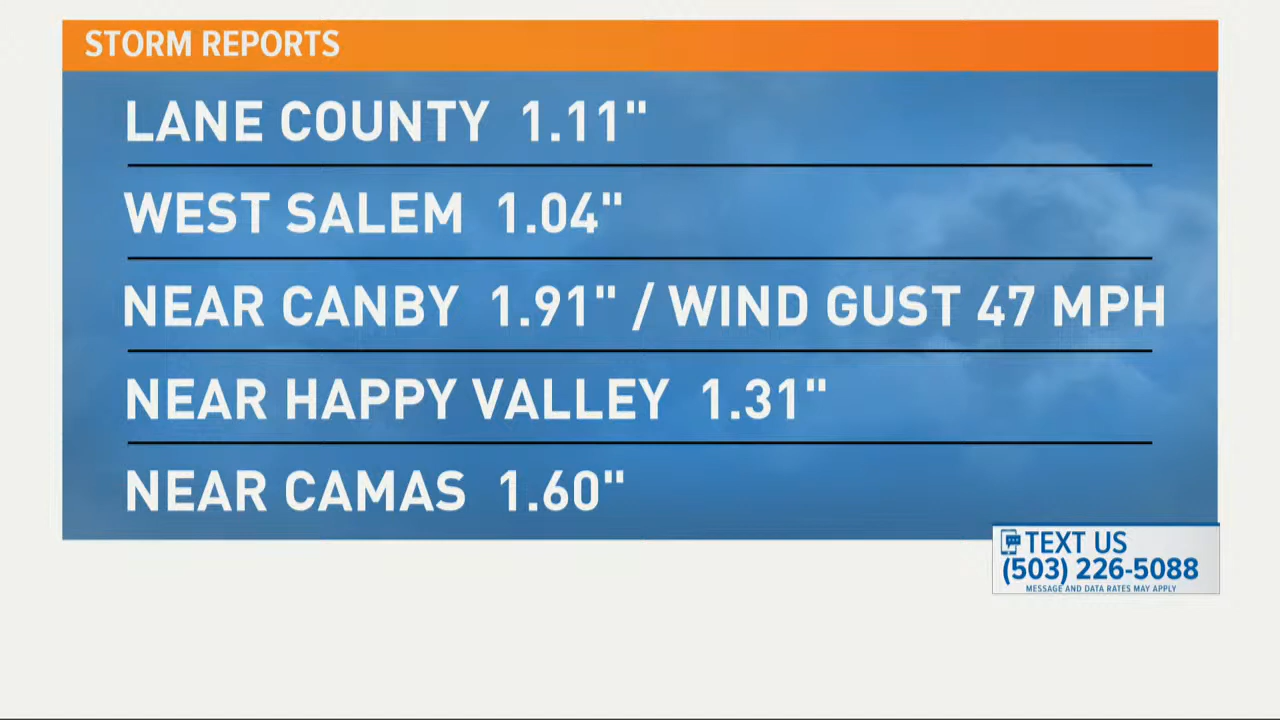 STORM REPORTS
LANE COUNTY 1.11"
WEST SALEM 1.04"
NEAR CANBY 1.91" / WIND GUST 47 MPH
NEAR HAPPY VALLEY 1.31"
NEAR CAMAS 1.60"
TEXT US
(503) 226-5088
MESSAGE AND DATA RATES MAY APPLY